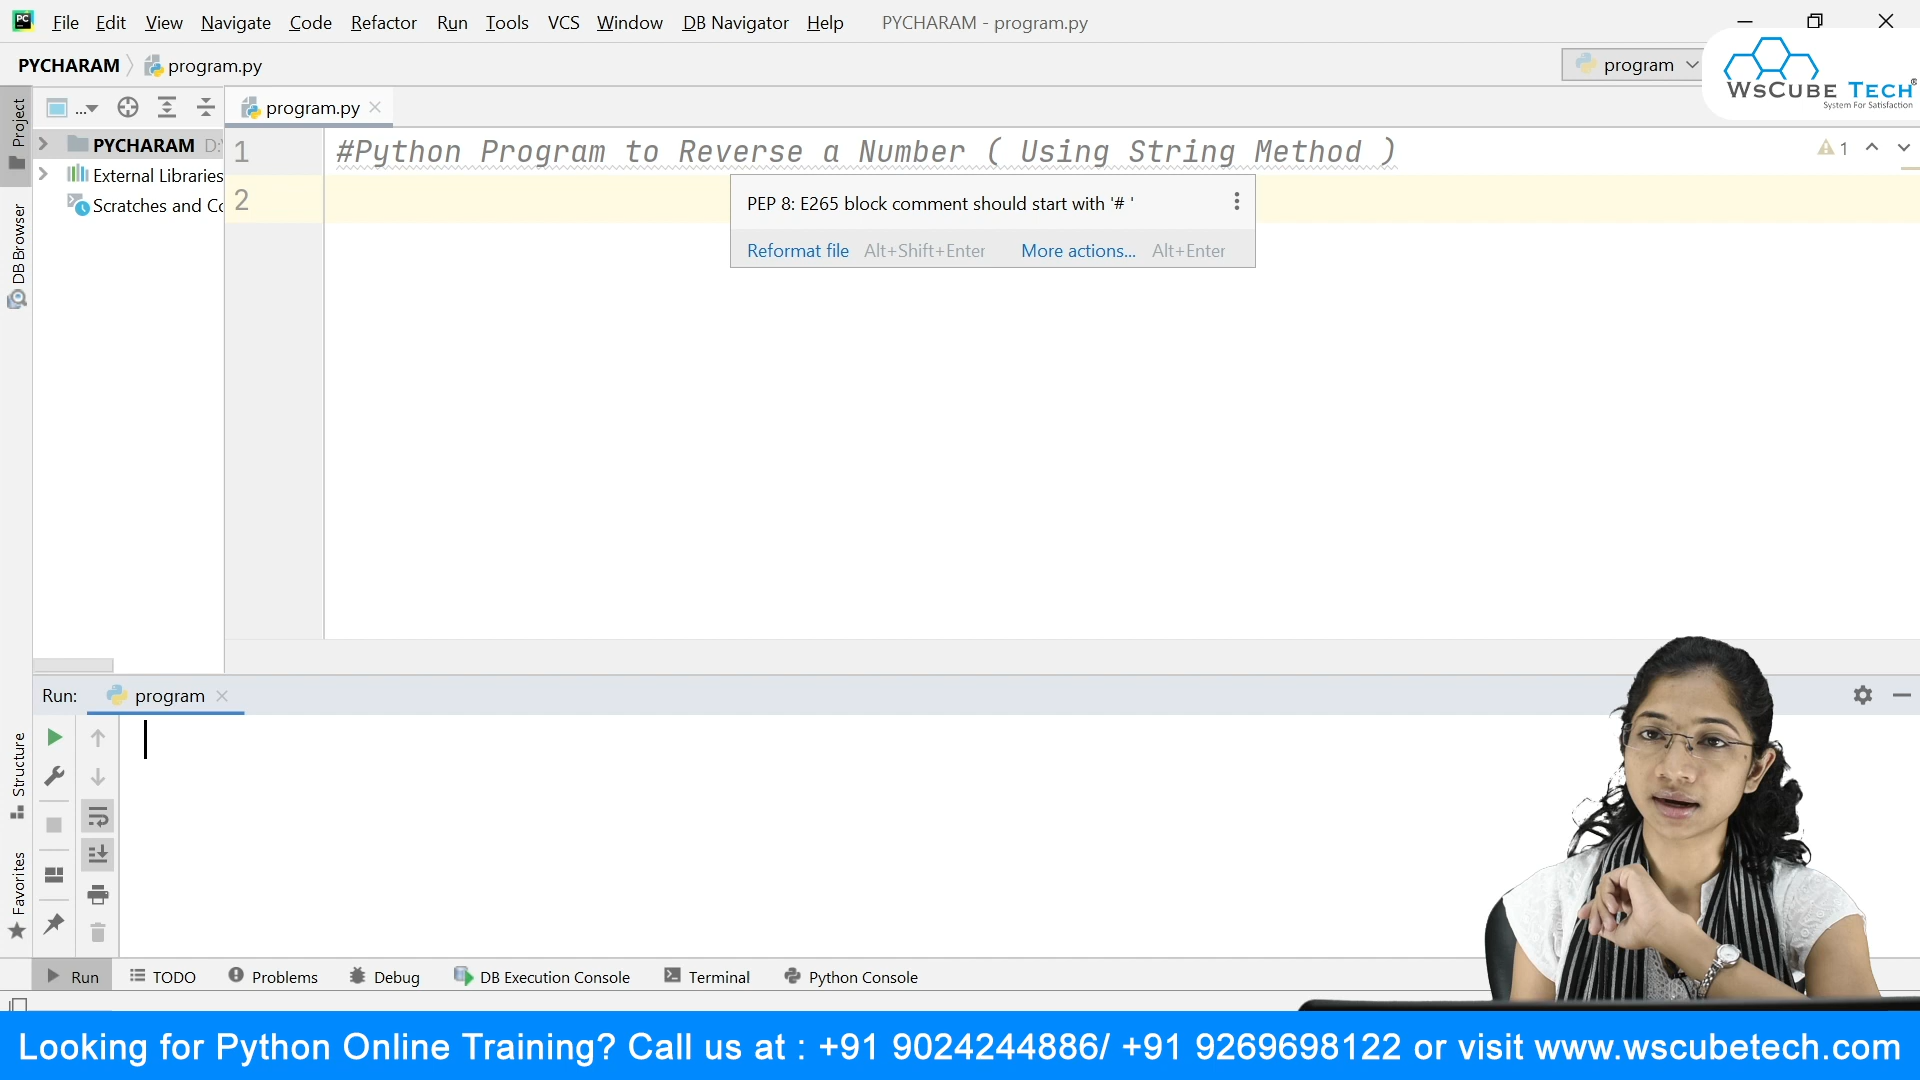 File Edit View Navigate Code Refactor Run Tools VCS Window DB Navigator Help PYCHARAM - program.py
PYCHARAM program.py
program
WsCube Tech®
System For Satisfaction
Project
...
program.py
PYCHARAM D:
External Libraries
Scratches and Co
DB Browser
1 #Python Program to Reverse a Number ( Using String Method )
1
2
PEP 8: E265 block comment should start with '# '
Reformat file Alt+Shift+Enter More actions... Alt+Enter
Run: program
Structure
Favorites
Run TODO Problems Debug DB Execution Console Terminal Python Console
Looking for Python Online Training? Call us at : +91 9024244886/ +91 9269698122 or visit www.wscubetech.com